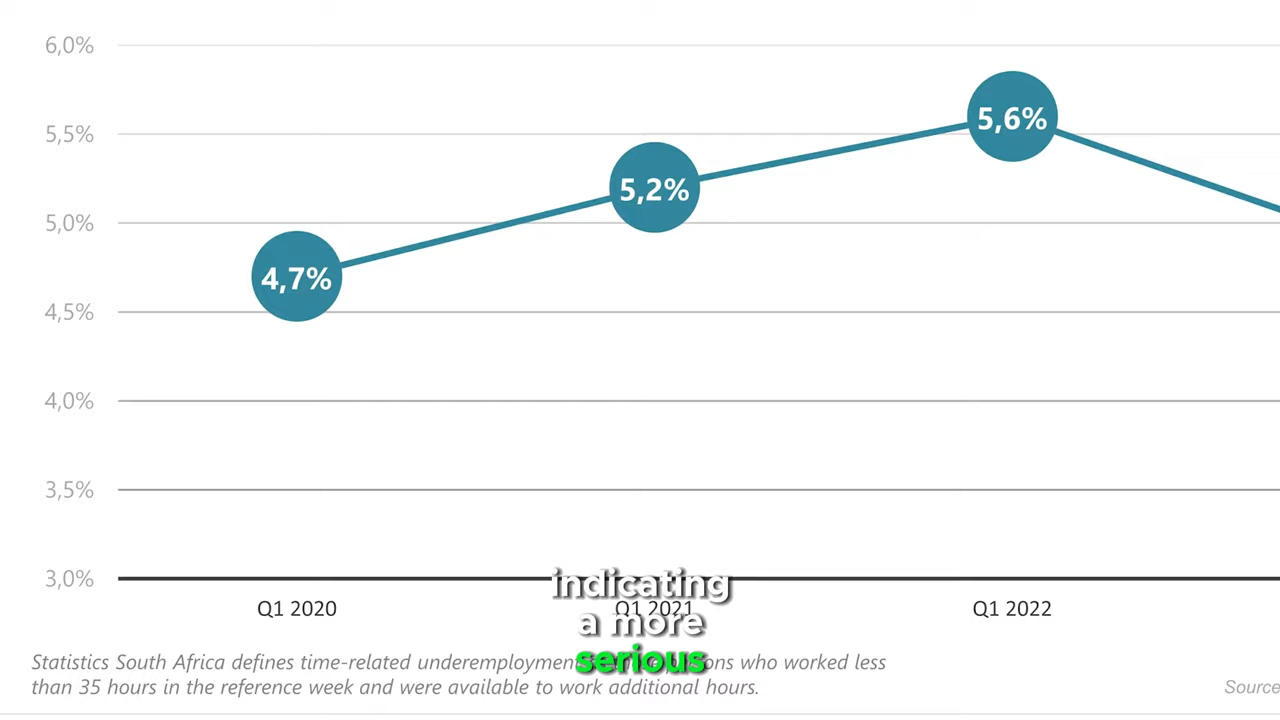 6,0%
5,5%
5,0%
4,5%
4,0%
3,5%
3,0%
4,7%
5,2%
5,6%
Q1 2020
Q1 2021
Q1 2022
indicating
a more
serious
Statistics South Africa defines time-related underemployment who worked less
than 35 hours in the reference week and were available to work additional hours.
Source